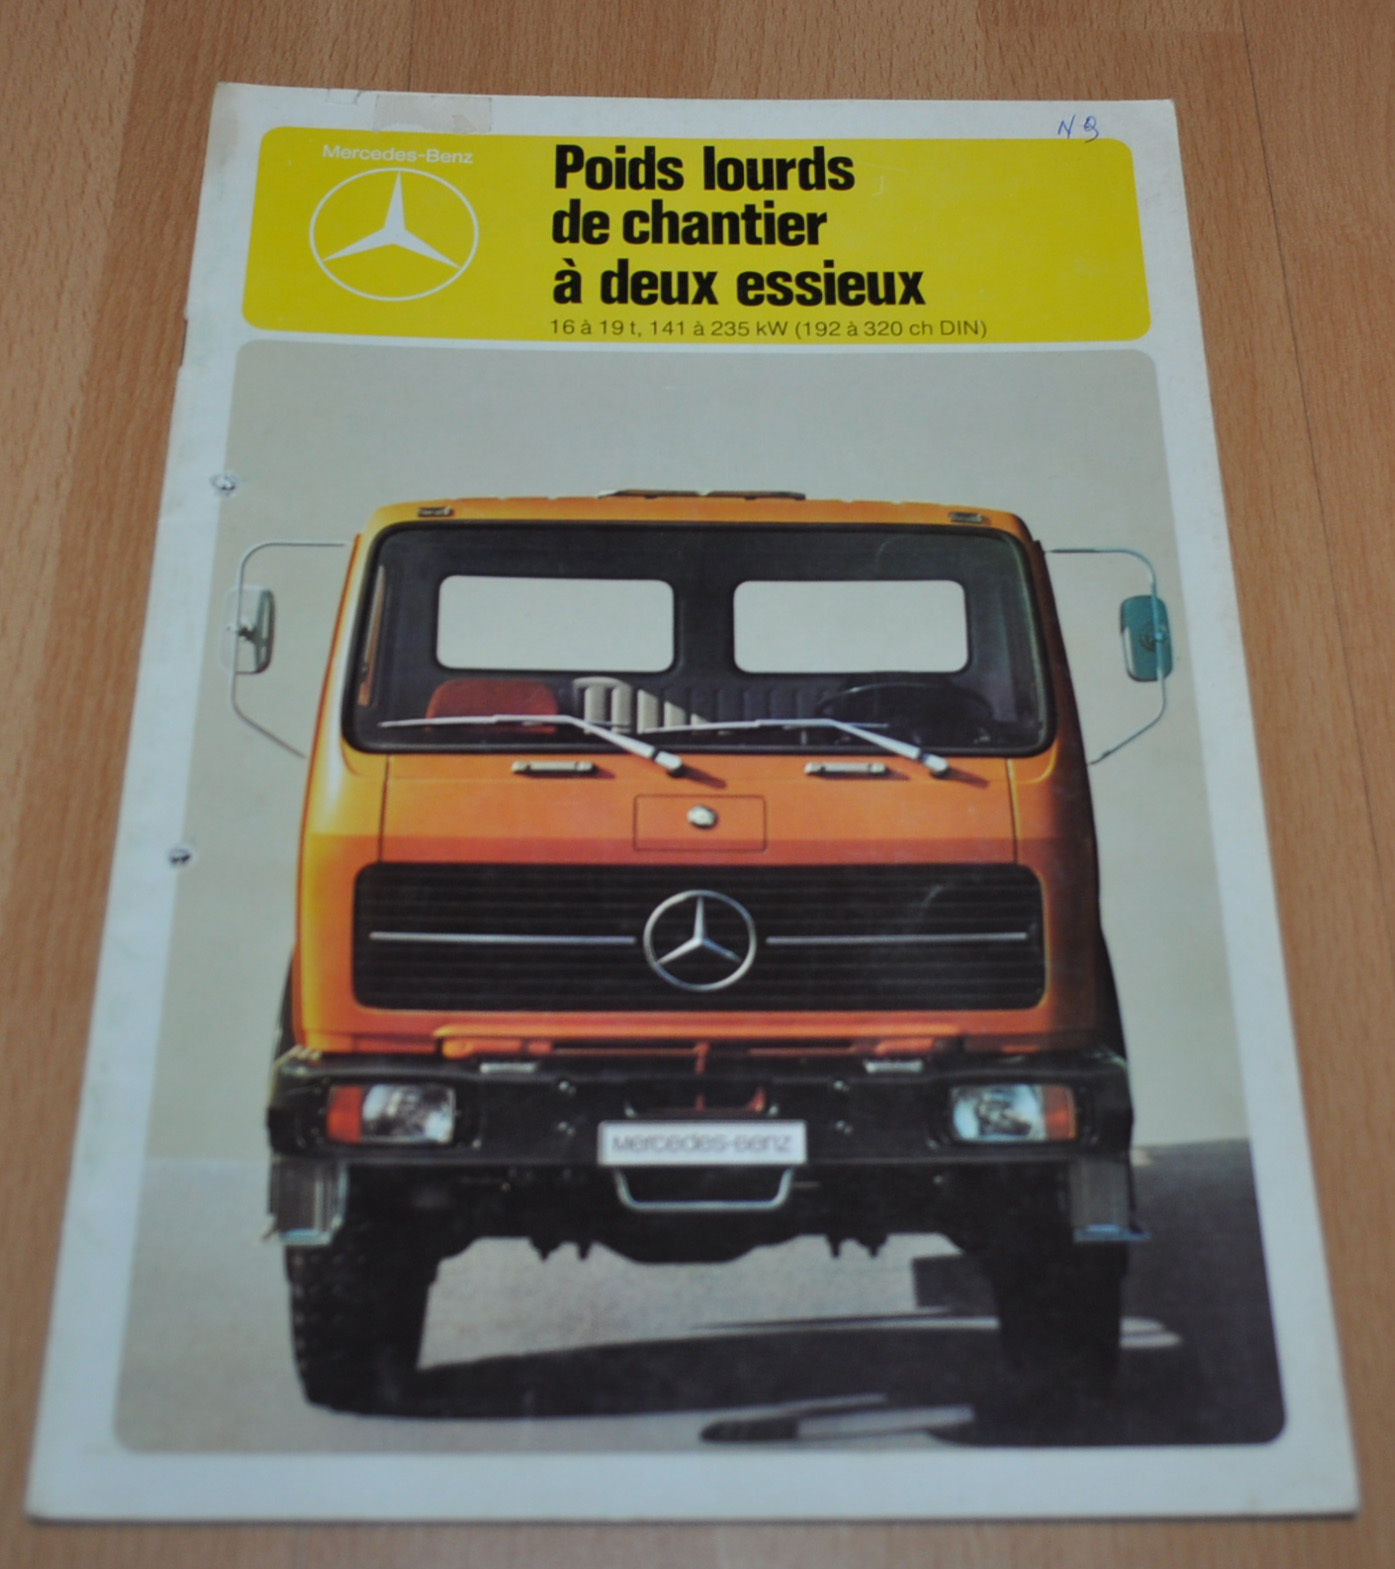 N 3
Mercedes-Benz
Poids lourds
de chantier
à deux essieux
16 à 19 t, 141 à 235 kW (192 à 320 ch DIN)
Mercedes-Benz